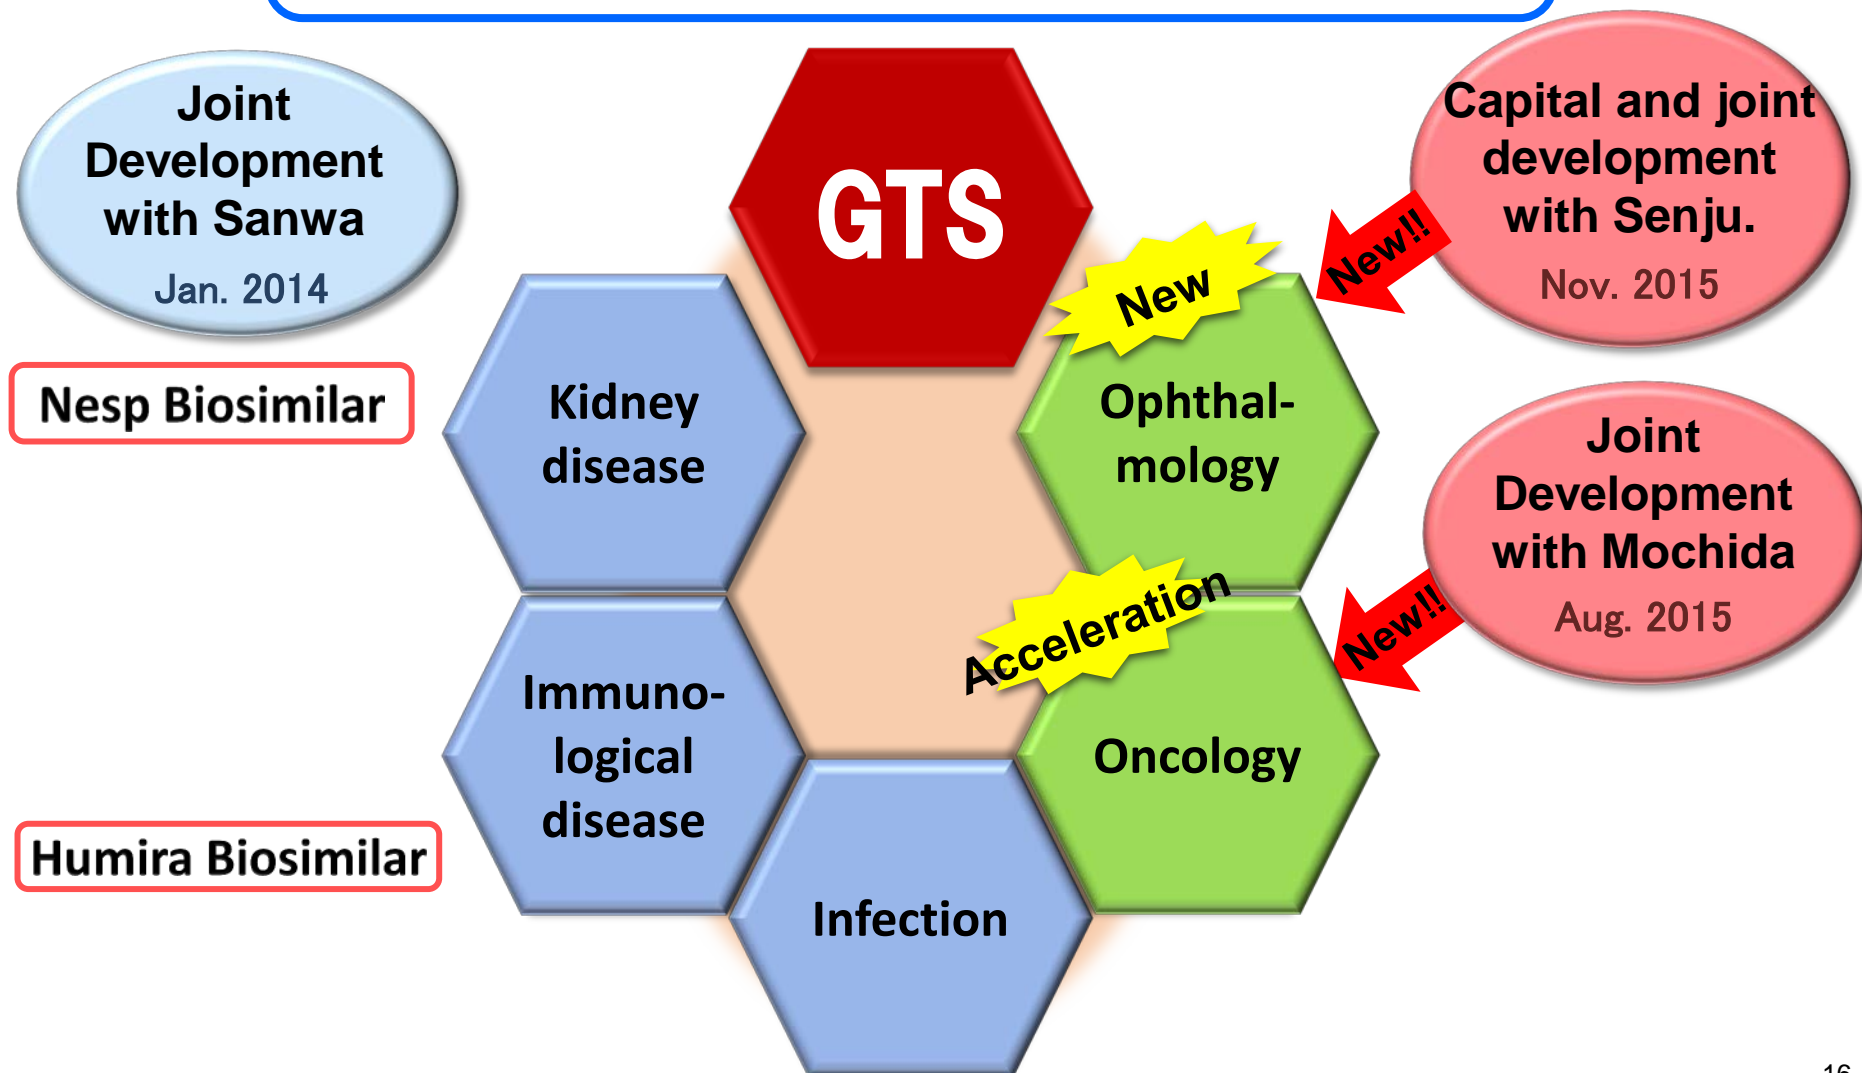 Joint
Development
with Sanwa
Jan. 2014
Nesp Biosimilar
Humira Biosimilar
GTS
Kidney
disease
Immuno-
logical
disease
Infection
New
Ophthal-
mology
Acceleration
Oncology
New!!
Capital and joint
development
with Senju.
Nov. 2015
New!!
Joint
Development
with Mochida
Aug. 2015
16